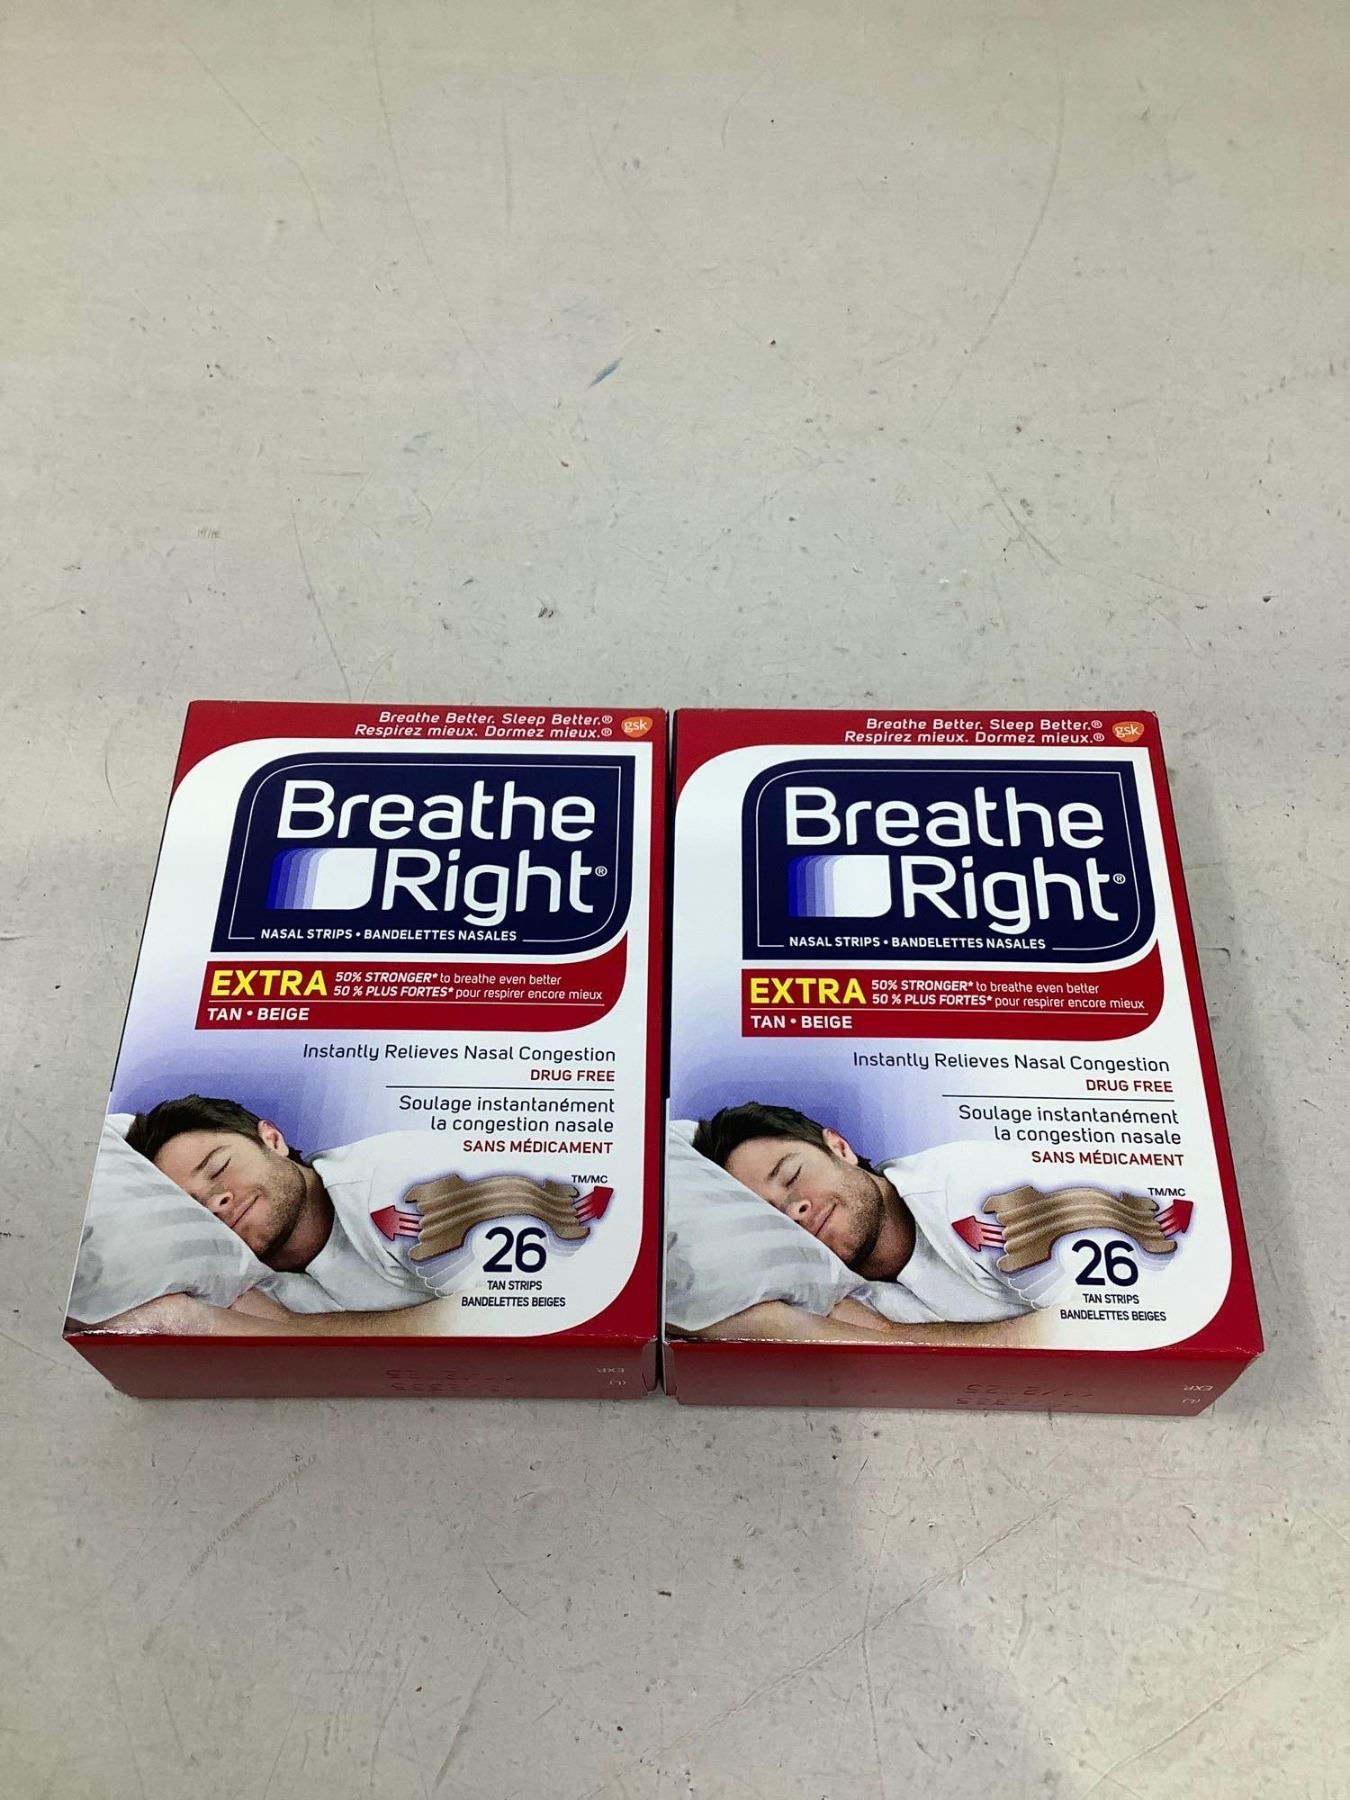 Breathe Better. Sleep Better.®
Respirez mieux. Dormez mieux.®
gsk
Breathe
Right®
NASAL STRIPS • BANDELETTES NASALES
EXTRA
50% STRONGER* to breathe even better
50 % PLUS FORTES* pour respirer encore mieux
TAN • BEIGE
Instantly Relieves Nasal Congestion
DRUG FREE
Soulage instantanément
la congestion nasale
SANS MÉDICAMENT
TM/MC
26
TAN STRIPS
BANDELETTES BEIGES
EXP
(L)
Breathe Better. Sleep Better.®
Respirez mieux. Dormez mieux.®
gsk
Breathe
Right®
NASAL STRIPS • BANDELETTES NASALES
EXTRA
50% STRONGER* to breathe even better
50 % PLUS FORTES* pour respirer encore mieux
TAN • BEIGE
Instantly Relieves Nasal Congestion
DRUG FREE
Soulage instantanément
la congestion nasale
SANS MÉDICAMENT
TM/MC
26
TAN STRIPS
BANDELETTES BEIGES
EXP
(L)